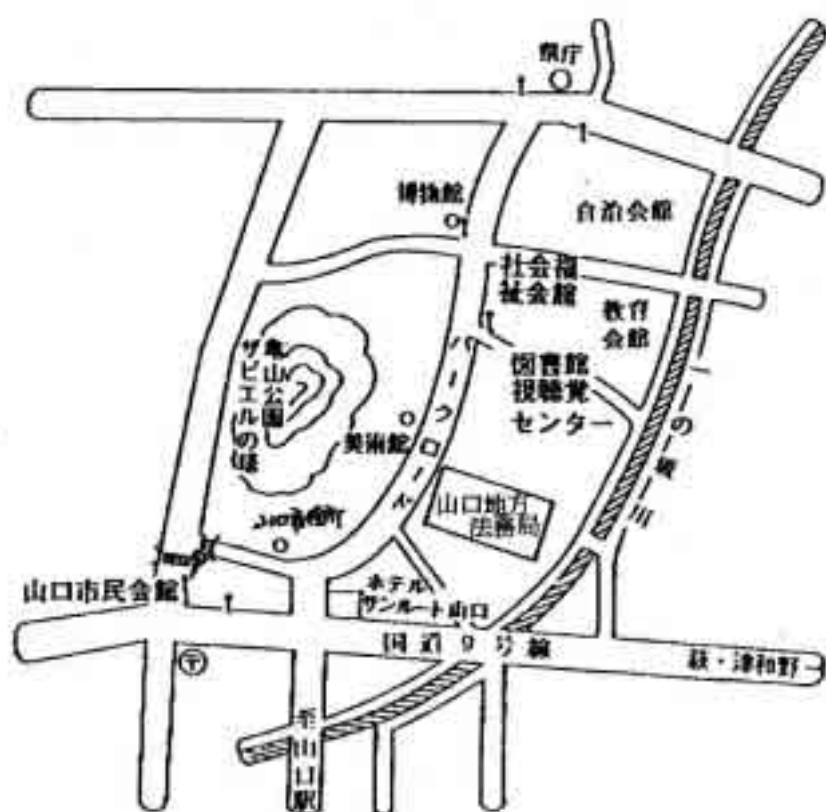 県庁
博物館
自治会館
社会福
祉会館
教育
会館
図書館
視聴覚
センター
パークロード
亀山公園
ザビエルの塔
美術館
一の坂川
山口地方
法務局
山口市民会館
ホテル
サンルート山口
国道9号線
萩・津和野
至山口駅